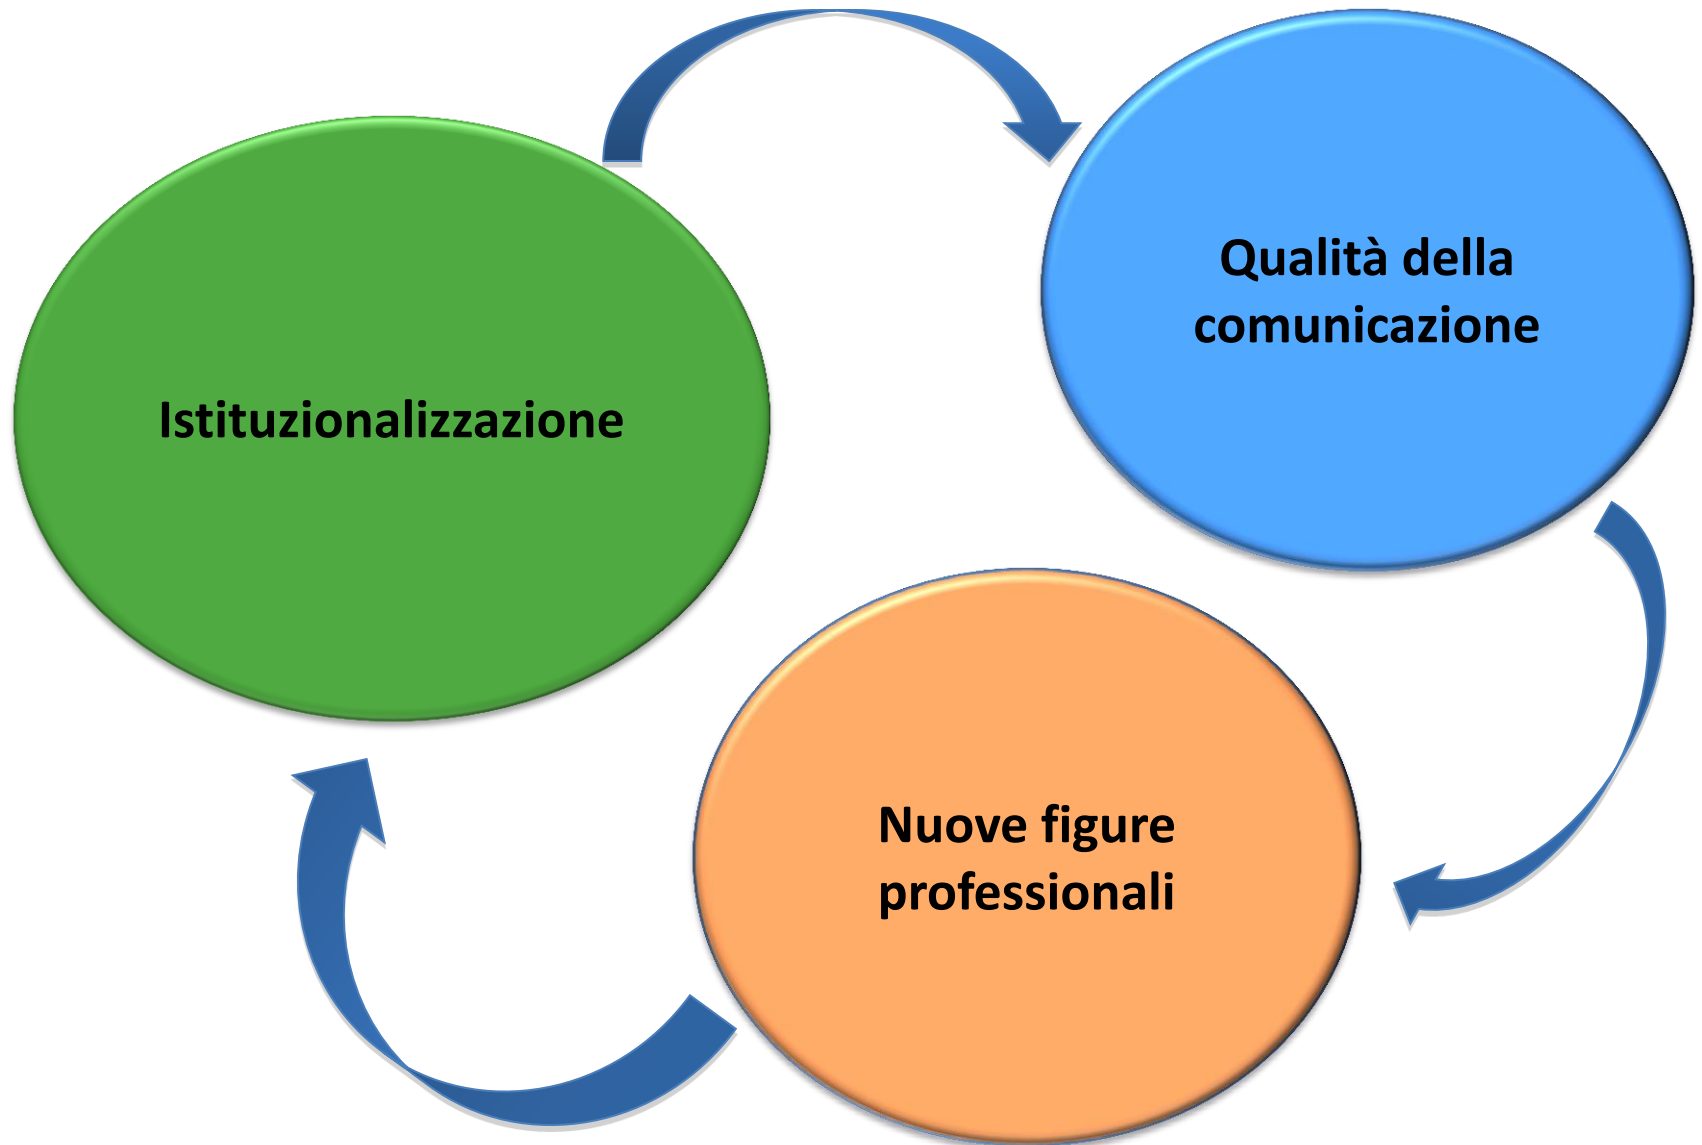 Istituzionalizzazione
Qualità della
comunicazione
Nuove figure
professionali